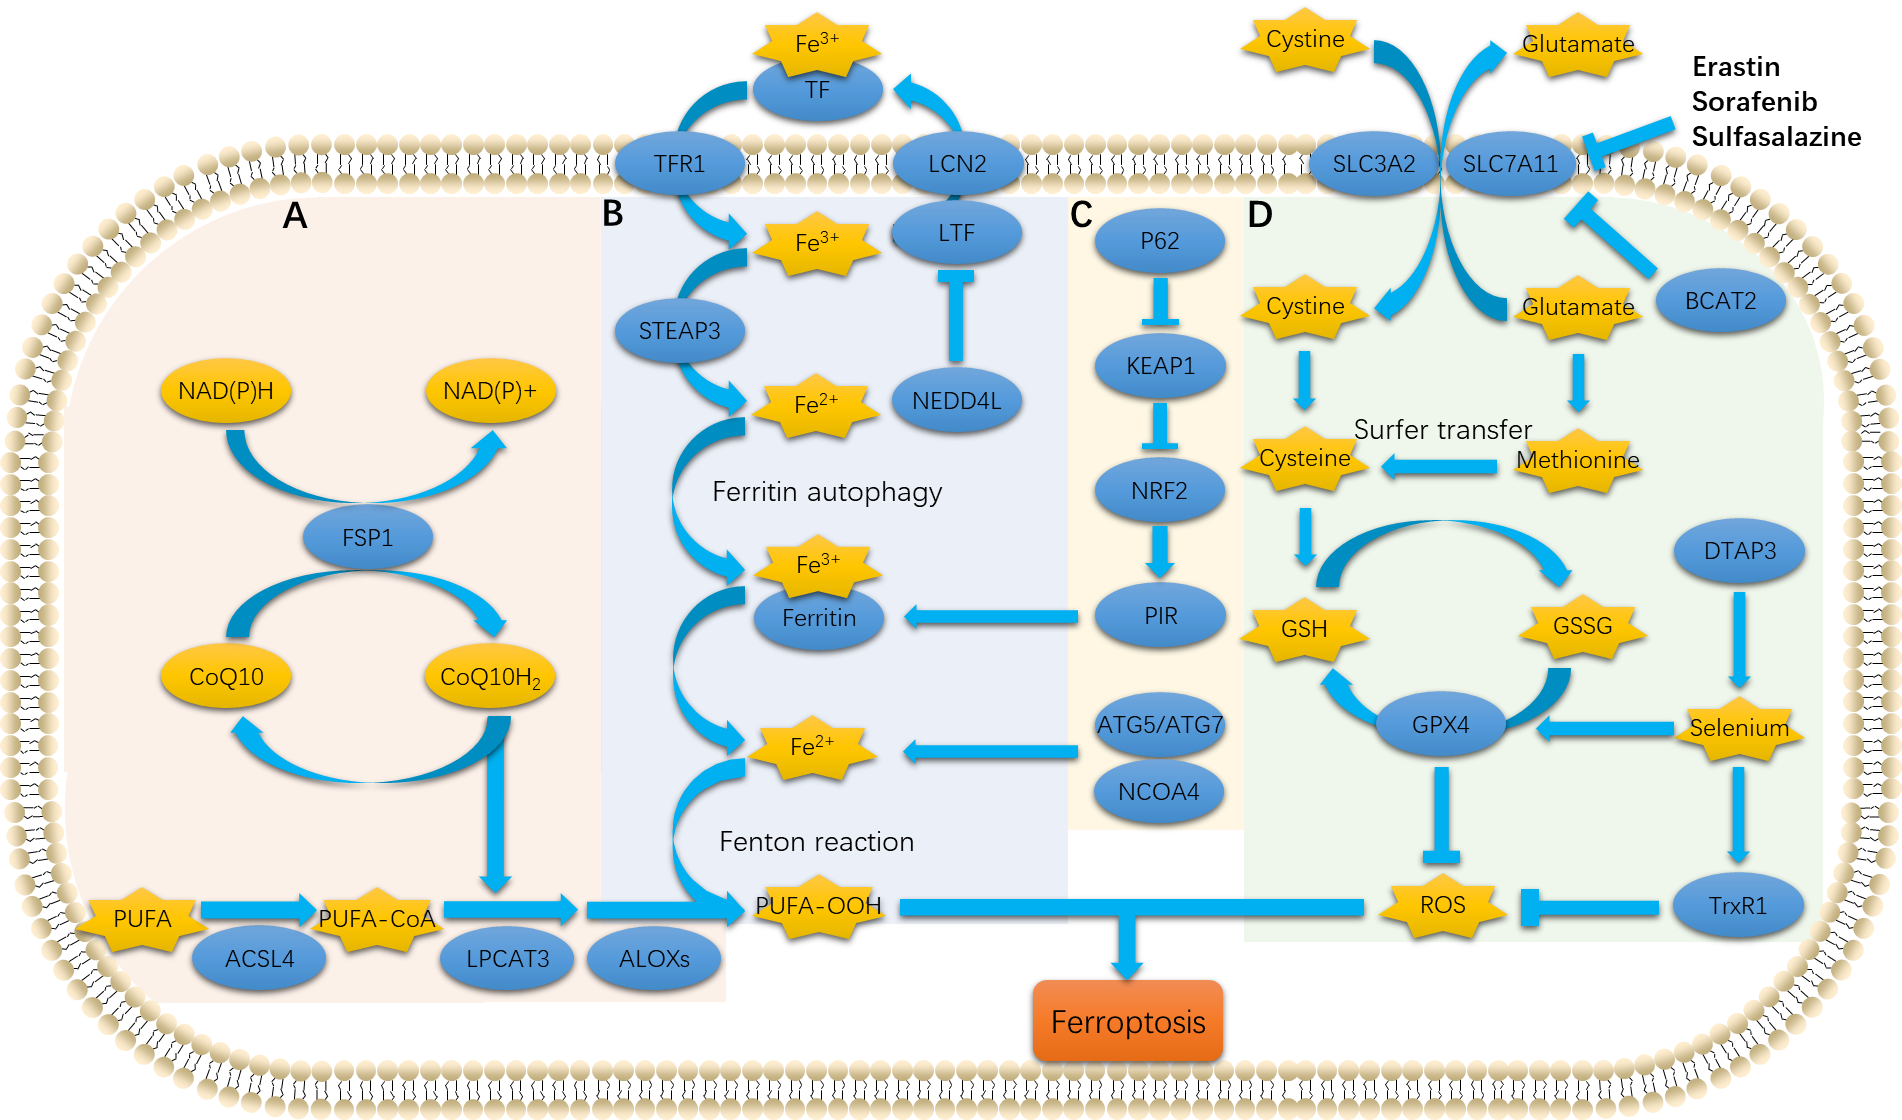 Fe3+
TF
Cystine
Glutamate
Erastin
Sorafenib
Sulfasalazine
TFR1
LCN2
SLC3A2
SLC7A11
A
NAD(P)H
NAD(P)+
FSP1
CoQ10
CoQ10H2
PUFA
PUFA-CoA
ACSL4
LPCAT3
ALOXs
B
Fe3+
LTF
STEAP3
Fe2+
NEDD4L
Ferritin autophagy
Fe3+
Ferritin
Fe2+
Fenton reaction
PUFA-OOH
C
P62
KEAP1
NRF2
PIR
ATG5/ATG7
NCOA4
D
Cystine
Glutamate
BCAT2
Surfer transfer
Cysteine
Methionine
DTAP3
GSH
GSSG
GPX4
Selenium
ROS
TrxR1
Ferroptosis